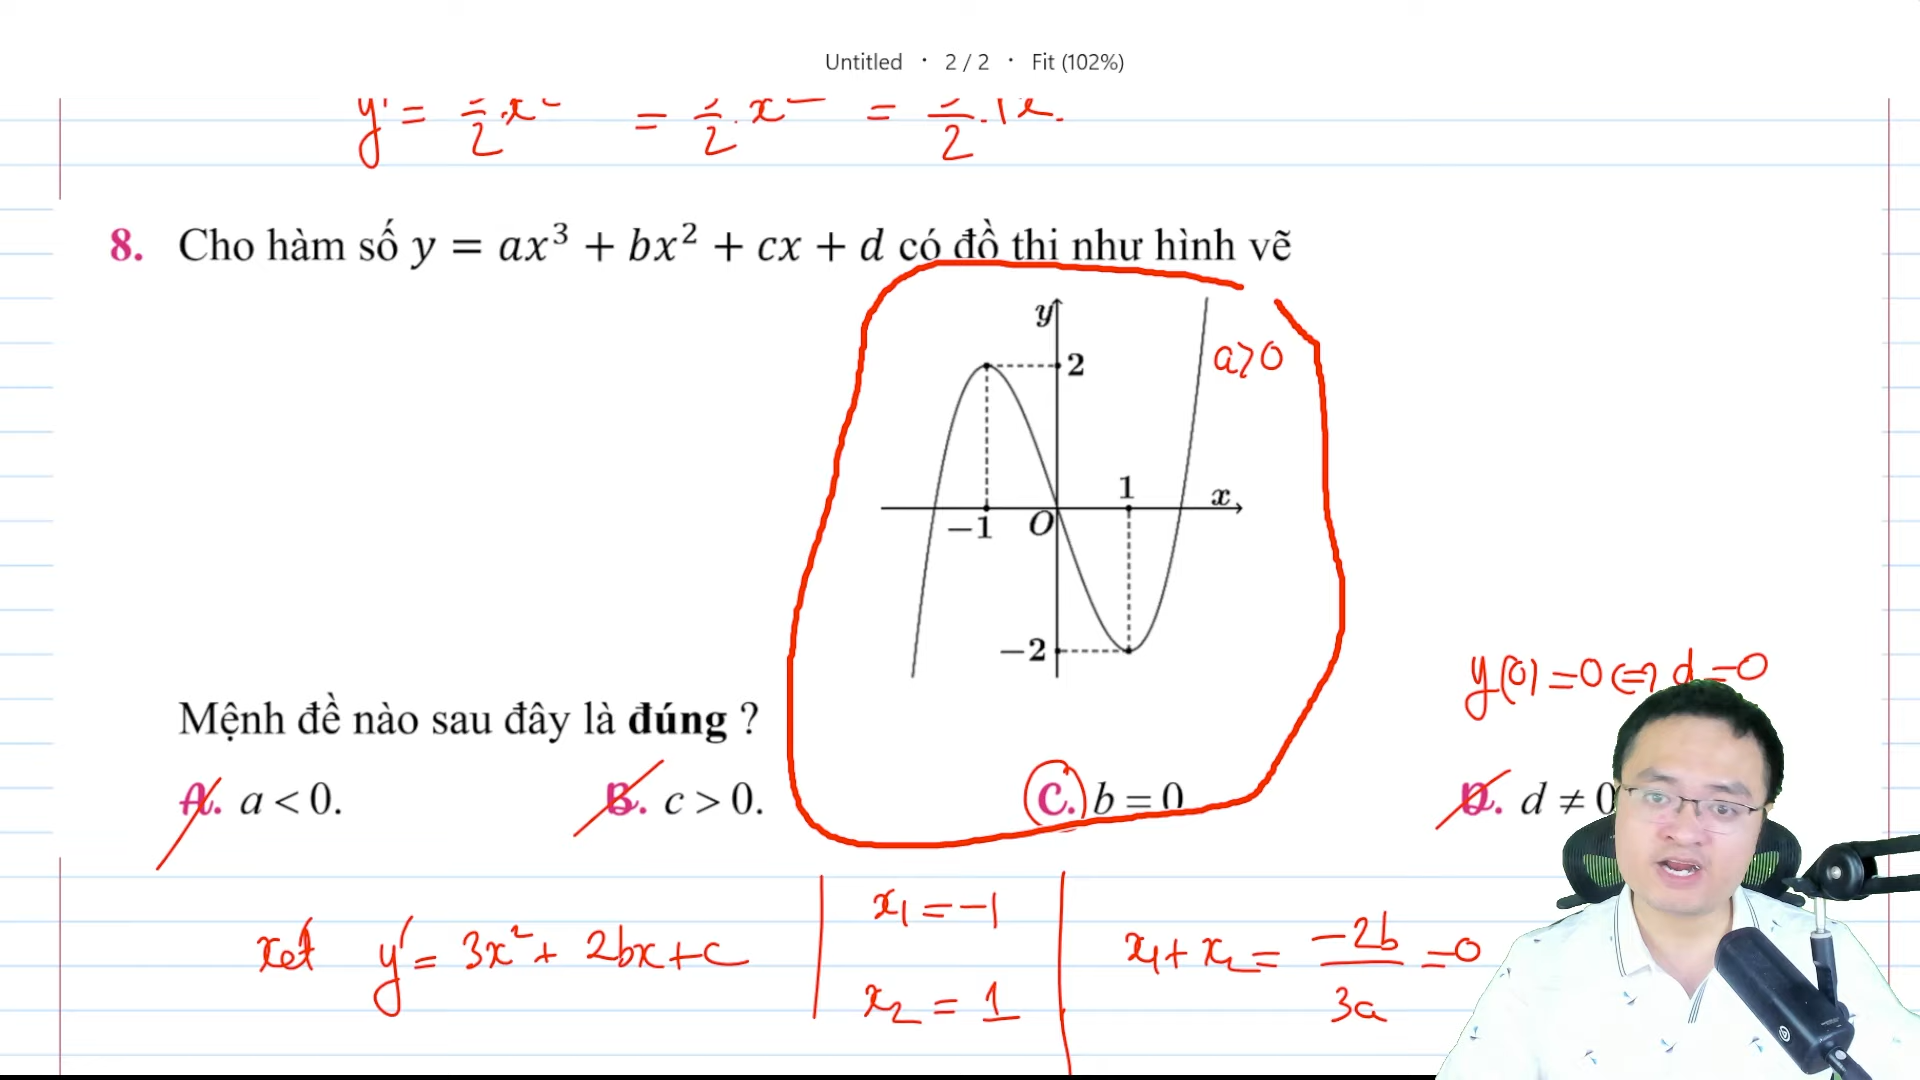 Untitled • 2 / 2 • Fit (102%)
8. Cho hàm số y = ax³ + bx² + cx + d có đồ thị như hình vẽ
y
2
a>0
1
x
−1
O
−2
y(0)=0 ⇔ d=0
Mệnh đề nào sau đây là đúng ?
A. a < 0. B. c > 0. C. b = 0 D. d ≠ 0
xét y' = 3x² + 2bx + c
x₁ = −1
x₂ = 1
x₁ + x₂ = −2b/3a = 0